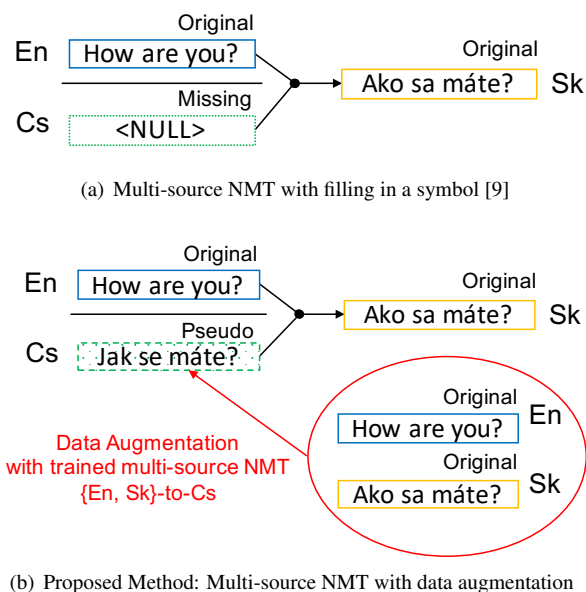 Original
Original
En
How are you?
Ako sa máte?
Sk
Missing
Cs
<NULL>
(a) Multi-source NMT with filling in a symbol [9]
Original
Original
En
How are you?
Ako sa máte?
Sk
Pseudo
Cs
Jak se máte?
Original
En
How are you?
Data Augmentation
with trained multi-source NMT
{En, Sk}-to-Cs
Original
Ako sa máte?
Sk
(b) Proposed Method: Multi-source NMT with data augmentation